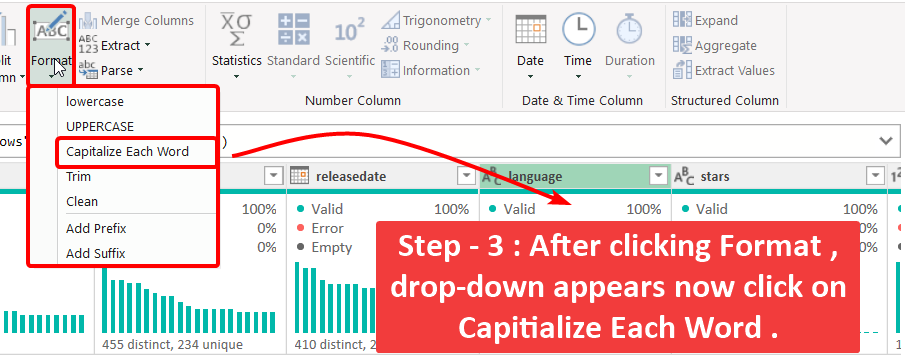 Merge Columns
ABC
ABC
123
Extract
abc
Parse
Format
lit
mn
X̄σ
Σ
Statistics
Standard
10²
Scientific
Trigonometry
.00
Rounding
Information
Number Column
Date
Time
Duration
Date & Time Column
Expand
Aggregate
Extract Values
Structured Column
lowercase
UPPERCASE
Capitalize Each Word
Trim
Clean
Add Prefix
Add Suffix
ows"
)
releasedate
ABC language
ABC stars
12
100%
0%
0%
Valid 100%
Error
Empty
Valid 100%
Valid 100%
Step - 3 : After clicking Format ,
drop-down appears now click on
Capitialize Each Word .
455 distinct, 234 unique
410 distinct, 2